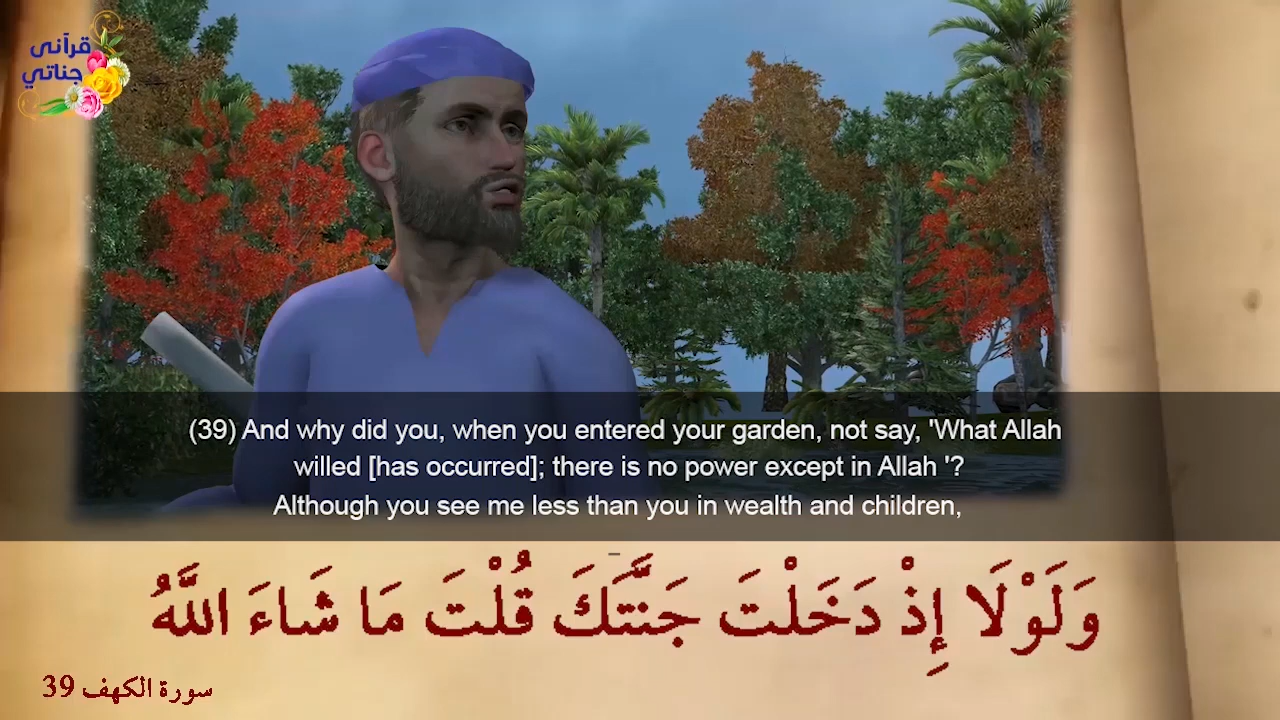 قرآنى
جناتي
(39) And why did you, when you entered your garden, not say, 'What Allah
willed [has occurred]; there is no power except in Allah '?
Although you see me less than you in wealth and children,
وَلَوْلَا إِذْ دَخَلْتَ جَنَّتَكَ قُلْتَ مَا شَاءَ اللَّهُ
سورة الكهف 39